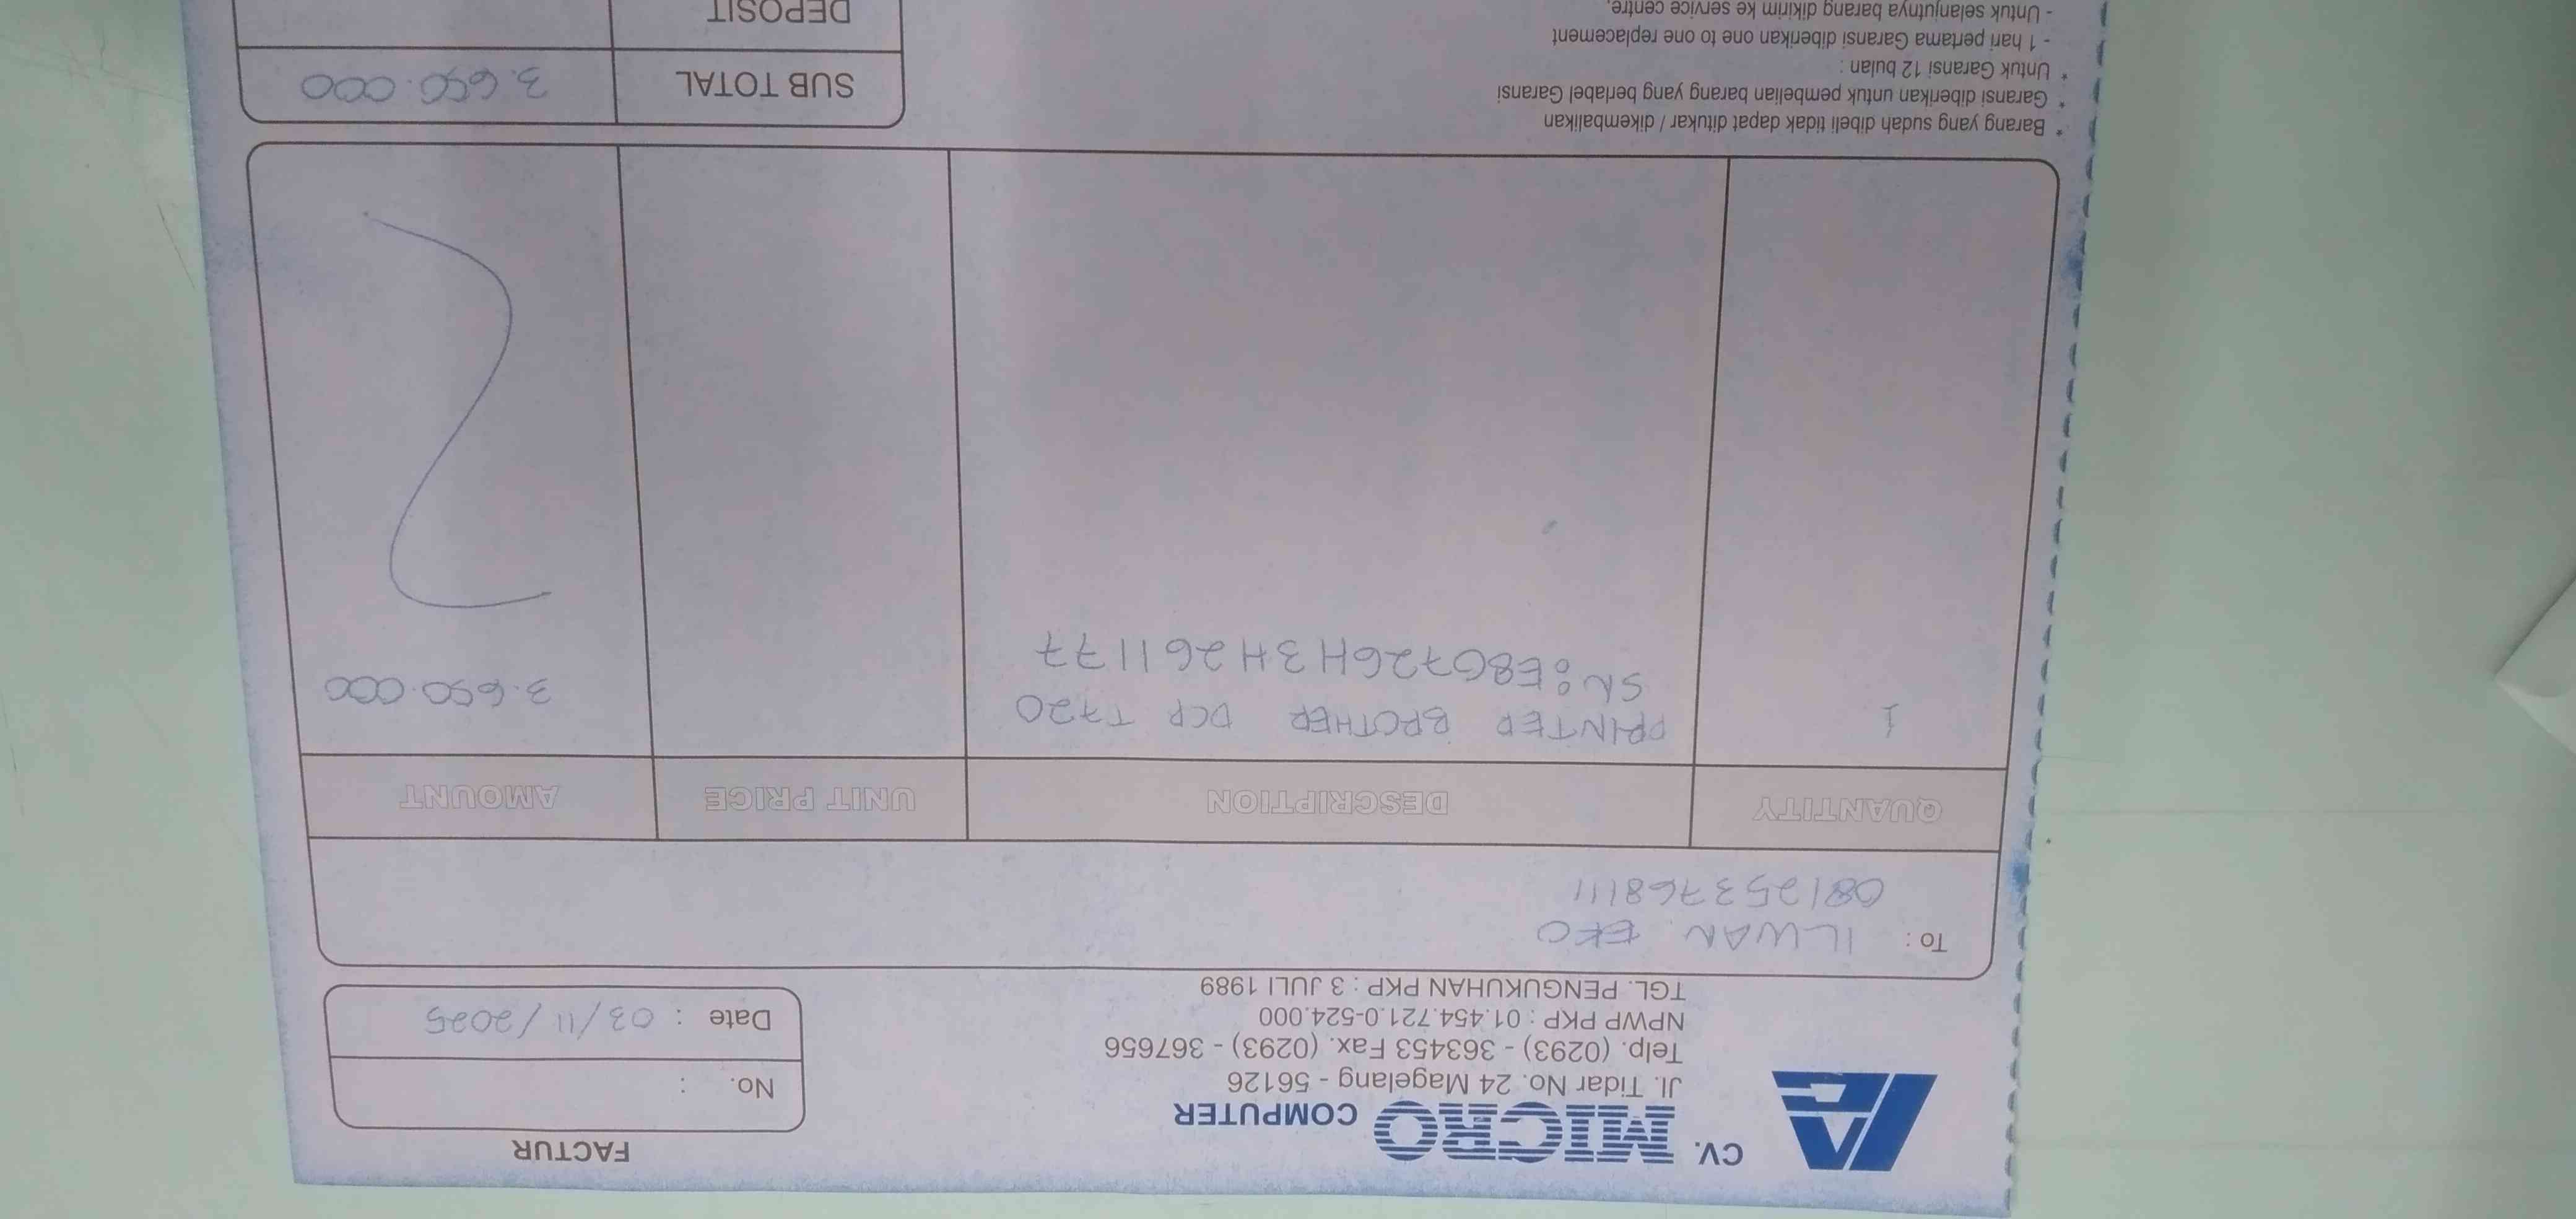 CV. MICRO COMPUTER
Jl. Tidar No. 24 Magelang - 56126
Telp. (0293) - 363453 Fax. (0293) - 367656
NPWP PKP : 01.454.721.0-524.000
TGL. PENGUKUHAN PKP : 3 JULI 1989
FACTUR
No. :
Date : 03/11/2025
To : ILWAN EKO
081253768111
QUANTITY DESCRIPTION UNIT PRICE AMOUNT
1 PRINTER BROTHER DCP T720 3.650.000
SN: E80726H3H261177
* Barang yang sudah dibeli tidak dapat ditukar / dikembalikan
* Garansi diberikan untuk pembelian barang yang berlabel Garansi
* Untuk Garansi 12 bulan :
- 1 hari pertama Garansi diberikan one to one replacement
- Untuk selanjutnya barang dikirim ke service centre.
SUB TOTAL 3.650.000
DEPOSIT